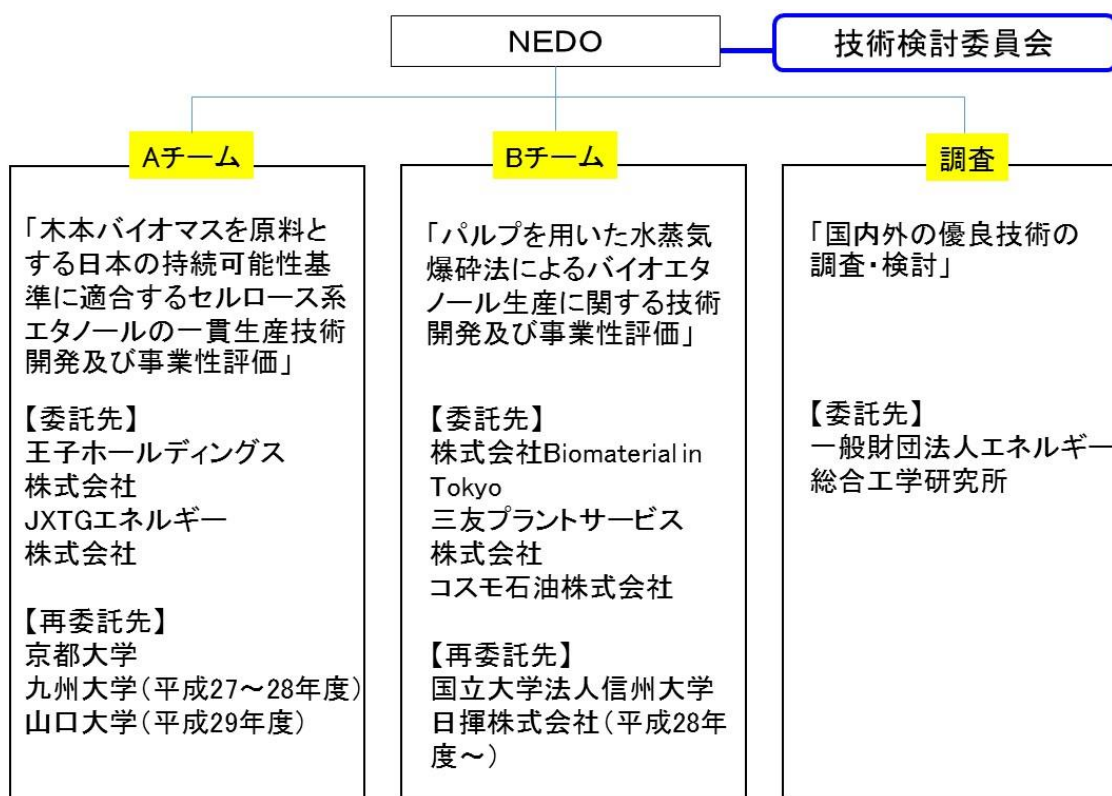 NEDO
技術検討委員会
Aチーム
「木本バイオマスを原料と
する日本の持続可能性基
準に適合するセルロース系
エタノールの一貫生産技術
開発及び事業性評価」
【委託先】
王子ホールディングス
株式会社
JXTGエネルギー
株式会社
【再委託先】
京都大学
九州大学(平成27～28年度)
山口大学(平成29年度)
Bチーム
「パルプを用いた水蒸気
爆砕法によるバイオエタ
ノール生産に関する技術
開発及び事業性評価」
【委託先】
株式会社Biomaterial in
Tokyo
三友プラントサービス
株式会社
コスモ石油株式会社
【再委託先】
国立大学法人信州大学
日揮株式会社(平成28年
度～)
調査
「国内外の優良技術の
調査・検討」
【委託先】
一般財団法人エネルギー
総合工学研究所